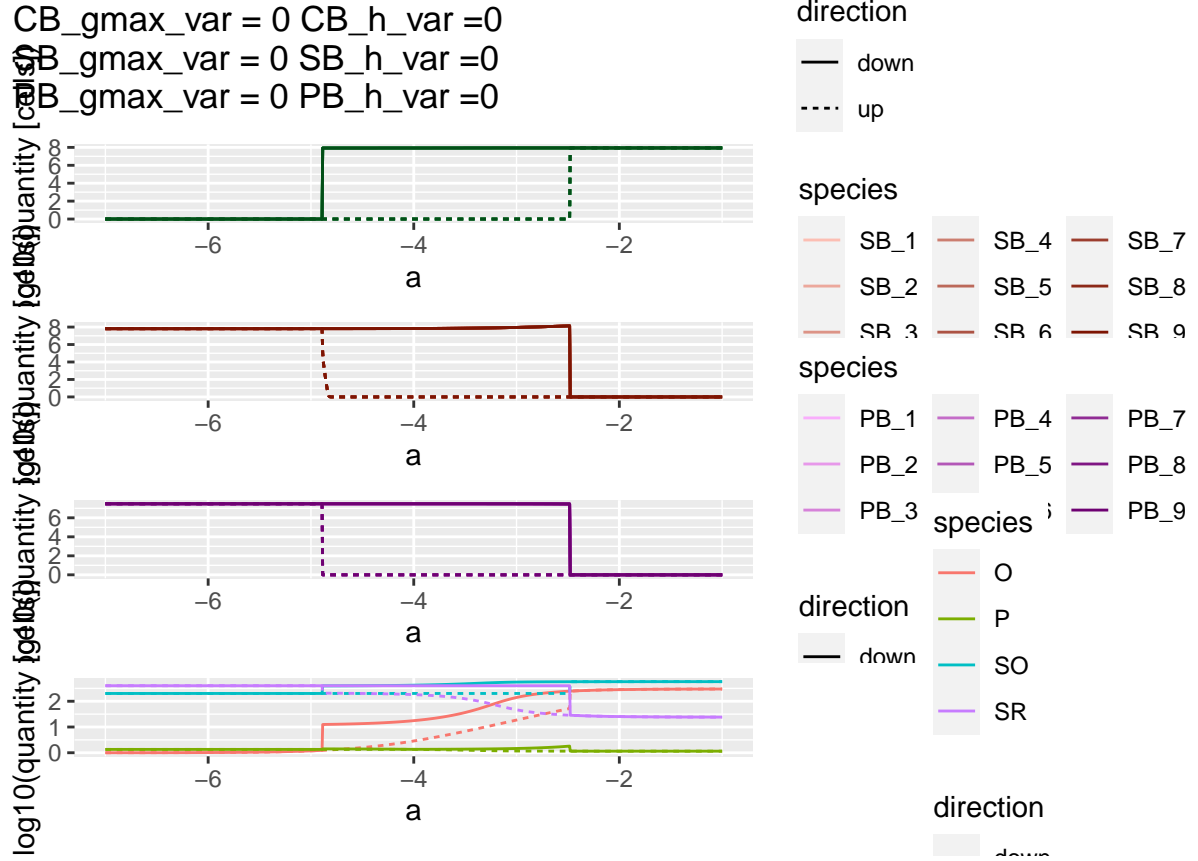 CB_gmax_var = 0 CB_h_var =0
B_gmax_var = 0 SB_h_var =0
PB_gmax_var = 0 PB_h_var =0
direction
down
up
8
6
4
2
0
−6 −4 −2
a
species
SB_1 SB_4 SB_7
SB_2 SB_5 SB_8
SB_3 SB_6 SB_9
8
6
4
2
0
−6 −4 −2
a
species
PB_1 PB_4 PB_7
PB_2 PB_5 PB_8
PB_3 PB_9
6
4
2
0
−6 −4 −2
a
direction
down
species
O
P
SO
SR
2
1
0
−6 −4 −2
a
log10(quantity
direction
down